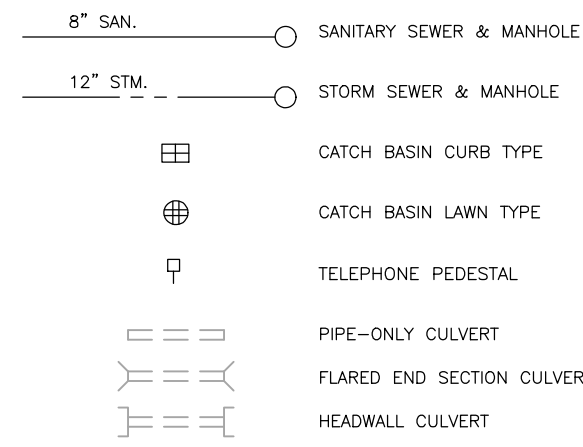 8” SAN.
SANITARY SEWER & MANHOLE
12” STM.
STORM SEWER & MANHOLE
CATCH BASIN CURB TYPE
CATCH BASIN LAWN TYPE
TELEPHONE PEDESTAL
PIPE–ONLY CULVERT
FLARED END SECTION CULVER
HEADWALL CULVERT